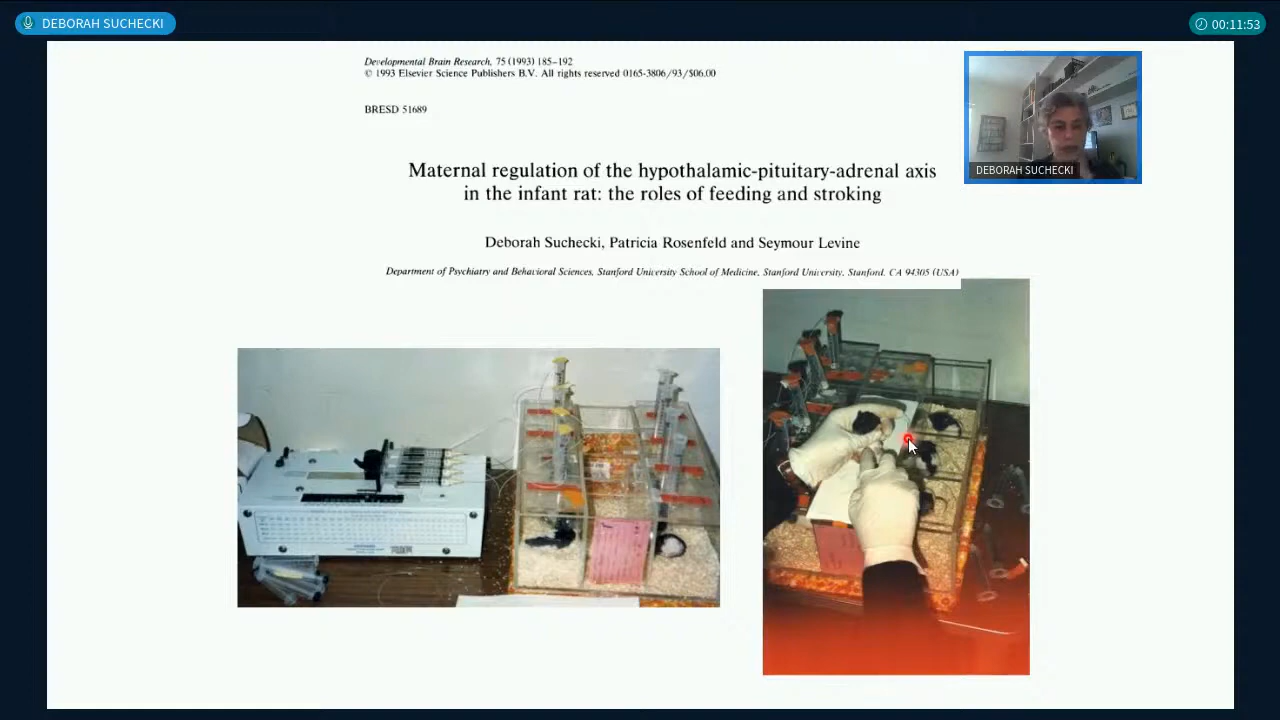 DEBORAH SUCHECKI
00:11:53
Developmental Brain Research, 75 (1993) 185–192
© 1993 Elsevier Science Publishers B.V. All rights reserved 0165-3806/93/$06.00
BRESD 51689
Maternal regulation of the hypothalamic-pituitary-adrenal axis
in the infant rat: the roles of feeding and stroking
Deborah Suchecki, Patricia Rosenfeld and Seymour Levine
Department of Psychiatry and Behavioral Sciences, Stanford University School of Medicine, Stanford University, Stanford, CA 94305 (USA)
DEBORAH SUCHECKI